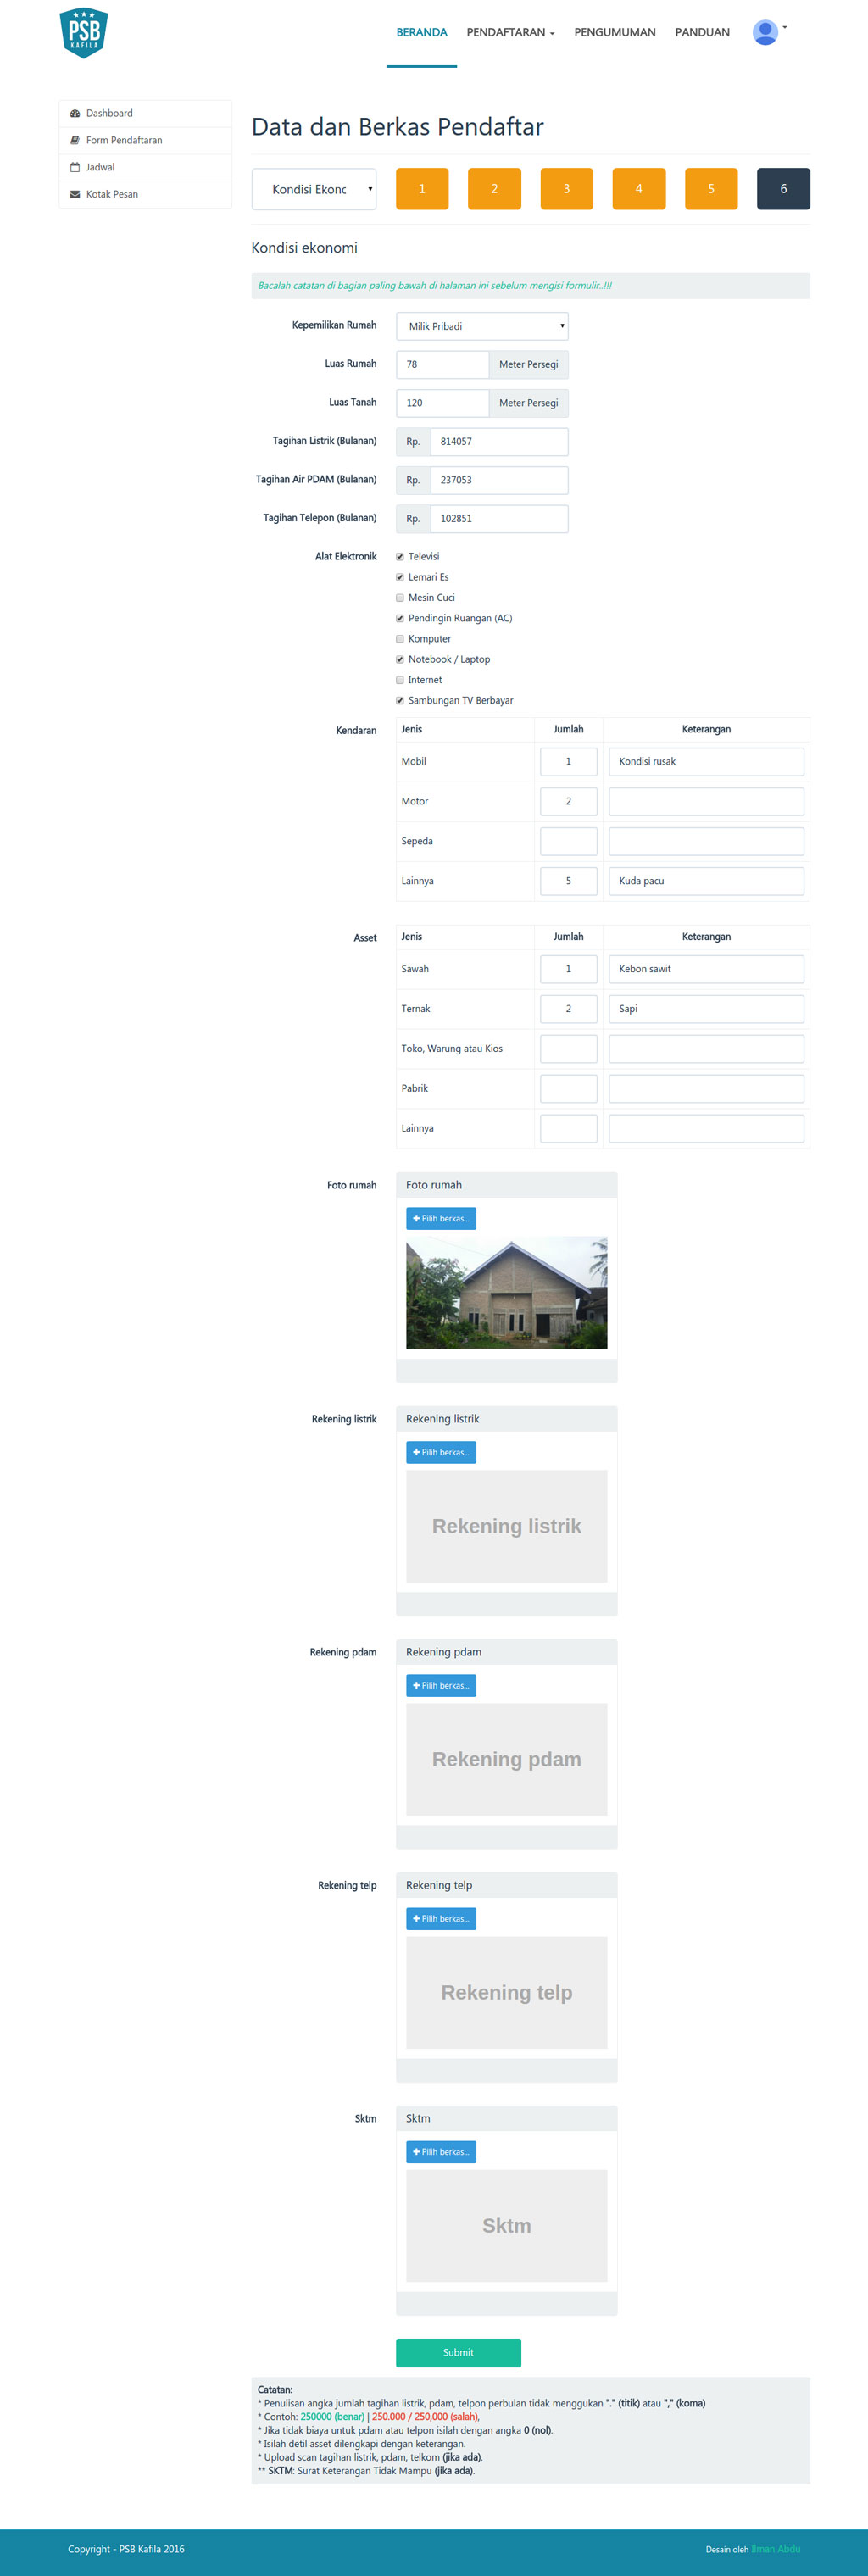 PSB
KAFILA
BERANDA PENDAFTARAN PENGUMUMAN PANDUAN
Dashboard
Form Pendaftaran
Jadwal
Kotak Pesan
Data dan Berkas Pendaftar
Kondisi Ekonc 1 2 3 4 5 6
Kondisi ekonomi
Bacalah catatan di bagian paling bawah di halaman ini sebelum mengisi formulir..!!!
Kepemilikan Rumah Milik Pribadi
Luas Rumah 78 Meter Persegi
Luas Tanah 120 Meter Persegi
Tagihan Listrik (Bulanan) Rp. 814057
Tagihan Air PDAM (Bulanan) Rp. 237053
Tagihan Telepon (Bulanan) Rp. 102851
Alat Elektronik Televisi
Lemari Es
Mesin Cuci
Pendingin Ruangan (AC)
Komputer
Notebook / Laptop
Internet
Sambungan TV Berbayar
Kendaran Jenis Jumlah Keterangan
Mobil 1 Kondisi rusak
Motor 2
Sepeda
Lainnya 5 Kuda pacu
Asset Jenis Jumlah Keterangan
Sawah 1 Kebon sawit
Ternak 2 Sapi
Toko, Warung atau Kios
Pabrik
Lainnya
Foto rumah Foto rumah
+ Pilih berkas...
Rekening listrik Rekening listrik
+ Pilih berkas...
Rekening listrik
Rekening pdam Rekening pdam
+ Pilih berkas...
Rekening pdam
Rekening telp Rekening telp
+ Pilih berkas...
Rekening telp
Sktm Sktm
+ Pilih berkas...
Sktm
Submit
Catatan:
* Penulisan angka jumlah tagihan listrik, pdam, telpon perbulan tidak menggukan "." (titik) atau "," (koma)
* Contoh: 250000 (benar) | 250.000 / 250,000 (salah),
* Jika tidak biaya untuk pdam atau telpon isilah dengan angka 0 (nol).
* Isilah detil asset dilengkapi dengan keterangan.
* Upload scan tagihan listrik, pdam, telkom (jika ada).
** SKTM: Surat Keterangan Tidak Mampu (jika ada).
Copyright - PSB Kafila 2016 Desain oleh Ilman Abdu